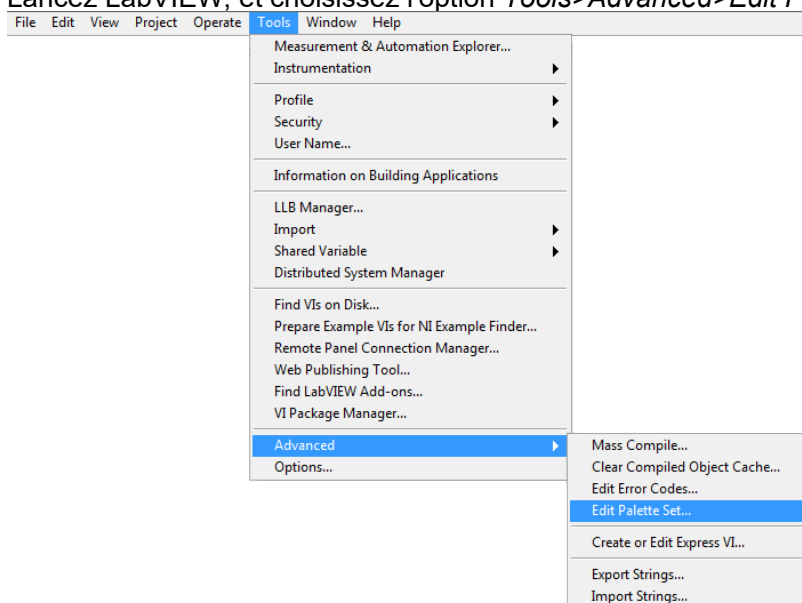 Lancez LabVIEW, et choisissez l'option Tools>Advanced>Edit
File Edit View Project Operate Tools Window Help
Measurement & Automation Explorer...
Instrumentation
Profile
Security
User Name...
Information on Building Applications
LLB Manager...
Import
Shared Variable
Distributed System Manager
Find VIs on Disk...
Prepare Example VIs for NI Example Finder...
Remote Panel Connection Manager...
Web Publishing Tool...
Find LabVIEW Add-ons...
VI Package Manager...
Advanced
Options...
Mass Compile...
Clear Compiled Object Cache...
Edit Error Codes...
Edit Palette Set...
Create or Edit Express VI...
Export Strings...
Import Strings...